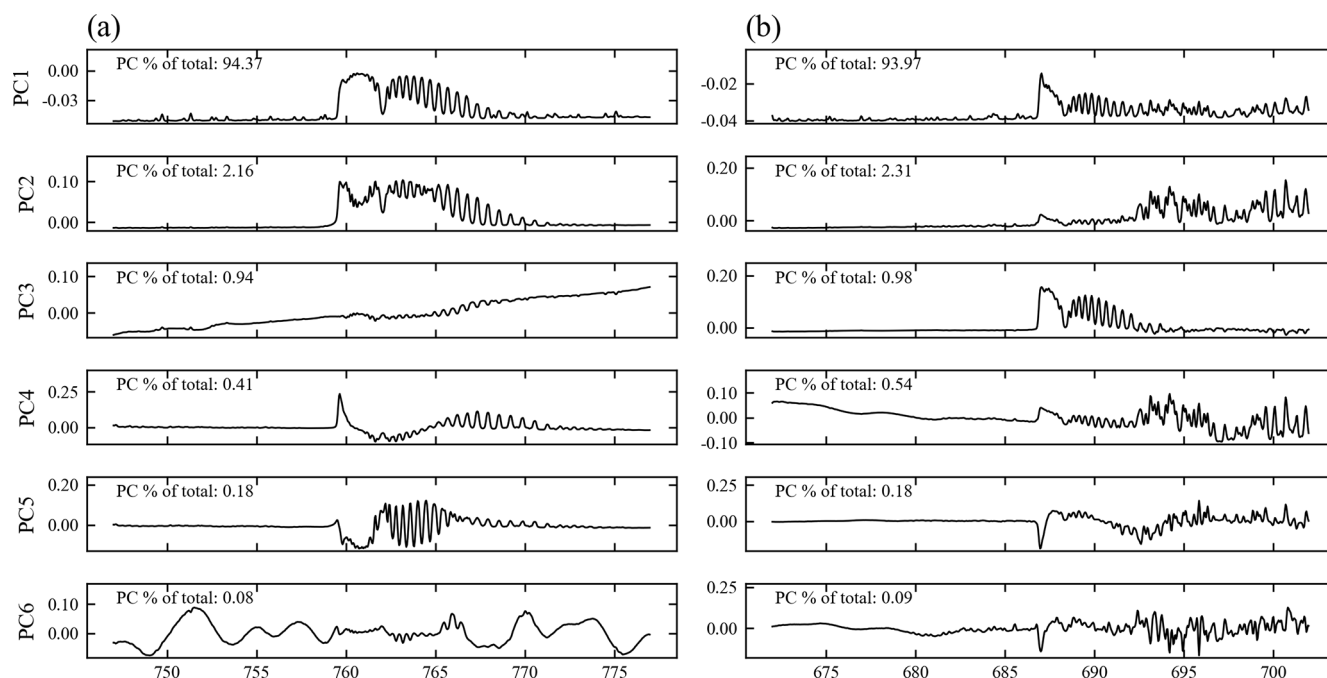 (a) (b)
PC1 0.00 -0.03 PC % of total: 94.37 -0.02 -0.04 PC % of total: 93.97
PC2 0.10 0.00 PC % of total: 2.16 0.20 0.00 PC % of total: 2.31
PC3 0.10 0.00 PC % of total: 0.94 0.20 0.00 PC % of total: 0.98
PC4 0.25 0.00 PC % of total: 0.41 0.10 0.00 -0.10 PC % of total: 0.54
PC5 0.20 0.00 PC % of total: 0.18 0.25 0.00 PC % of total: 0.18
PC6 0.10 0.00 PC % of total: 0.08 0.25 0.00 PC % of total: 0.09
750 755 760 765 770 775 675 680 685 690 695 700